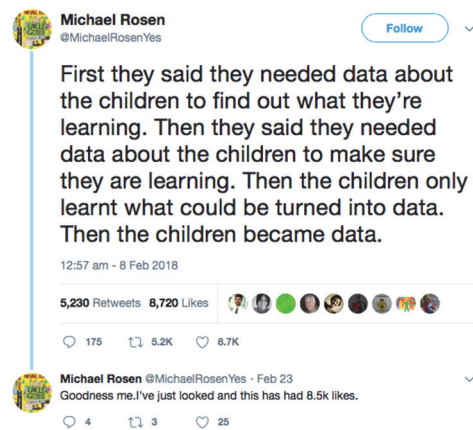 Michael Rosen
@MichaelRosenYes
Follow
First they said they needed data about
the children to find out what they're
learning. Then they said they needed
data about the children to make sure
they are learning. Then the children only
learnt what could be turned into data.
Then the children became data.
12:57 am - 8 Feb 2018
5,230 Retweets 8,720 Likes
175 5.2K 8.7K
Michael Rosen @MichaelRosenYes · Feb 23
Goodness me.I've just looked and this has had 8.5k likes.
4 3 25